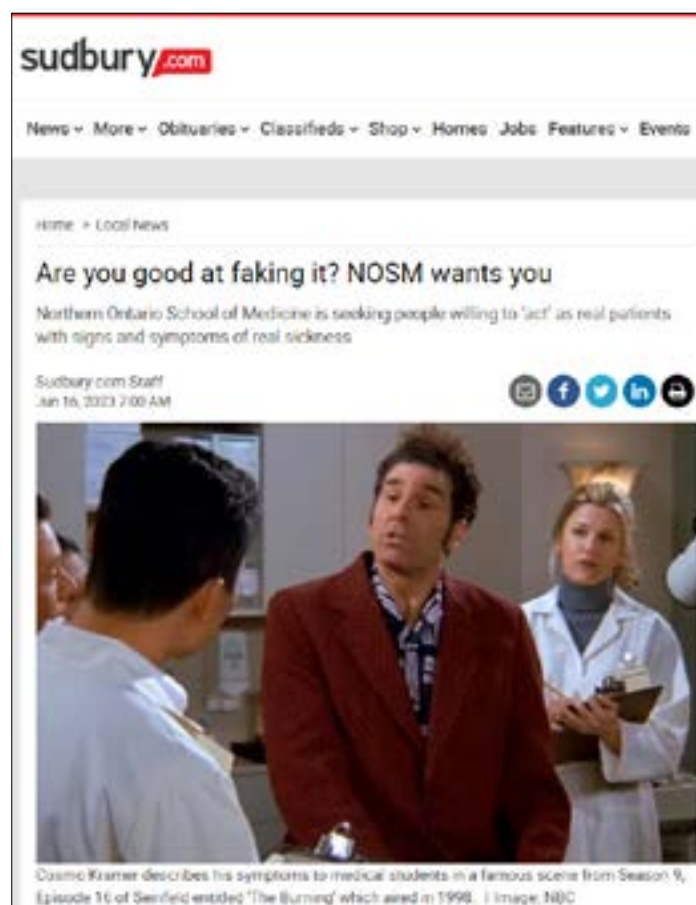 sudbury.com
News More Obituaries Classifieds Shop Homes Jobs Features Events
Home > Local News
Are you good at faking it? NOSM wants you
Northern Ontario School of Medicine is seeking people willing to 'act' as real patients
with signs and symptoms of real sickness
Sudbury.com Staff
Jun 16, 2023 7:00 AM
Cosmo Kramer describes his symptoms to medical students in a famous scene from Season 9,
Episode 16 of Seinfeld entitled 'The Burning' which aired in 1998. | Image: NBC